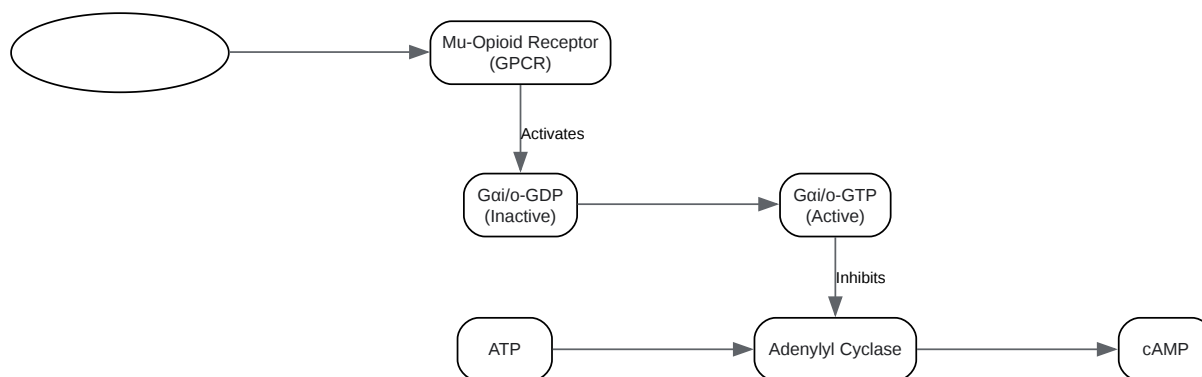 Mu-Opioid Receptor
(GPCR)
Activates
Gαi/o-GDP
(Inactive)
Gαi/o-GTP
(Active)
Inhibits
ATP
Adenylyl Cyclase
cAMP